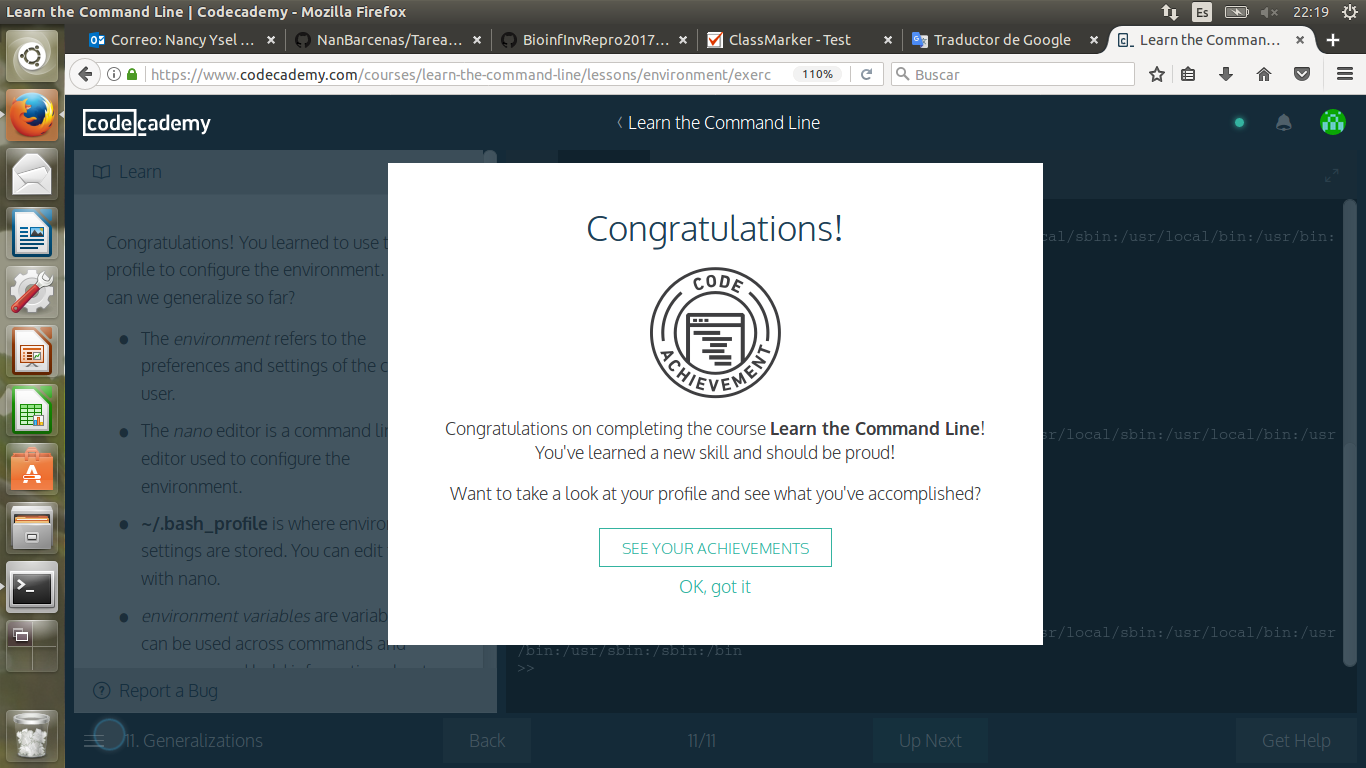 Learn the Command Line | Codecademy - Mozilla Firefox
Es
22:19
Correo: Nancy Ysel ...
NanBarcenas/Tarea...
BioinfInvRepro2017...
ClassMarker - Test
Traductor de Google
Learn the Comman...
https://www.codecademy.com/courses/learn-the-command-line/lessons/environment/exerc
110%
Buscar
codecademy
Learn the Command Line
Learn
Congratulations! You learned to use t
profile to configure the environment.
can we generalize so far?
● The environment refers to the
preferences and settings of the c
user.
● The nano editor is a command li
editor used to configure the
environment.
● ~/.bash_profile is where enviro
settings are stored. You can edit
with nano.
● environment variables are variab
can be used across commands and
Report a Bug
Congratulations!
CODE
ACHIEVEMENT
Congratulations on completing the course Learn the Command Line!
You've learned a new skill and should be proud!
Want to take a look at your profile and see what you've accomplished?
SEE YOUR ACHIEVEMENTS
OK, got it
cal/sbin:/usr/local/bin:/usr/bin:
sr/local/sbin:/usr/local/bin:/usr
sr/local/sbin:/usr/local/bin:/usr
/bin:/usr/sbin:/sbin:/bin
>>
11. Generalizations
Back
11/11
Up Next
Get Help